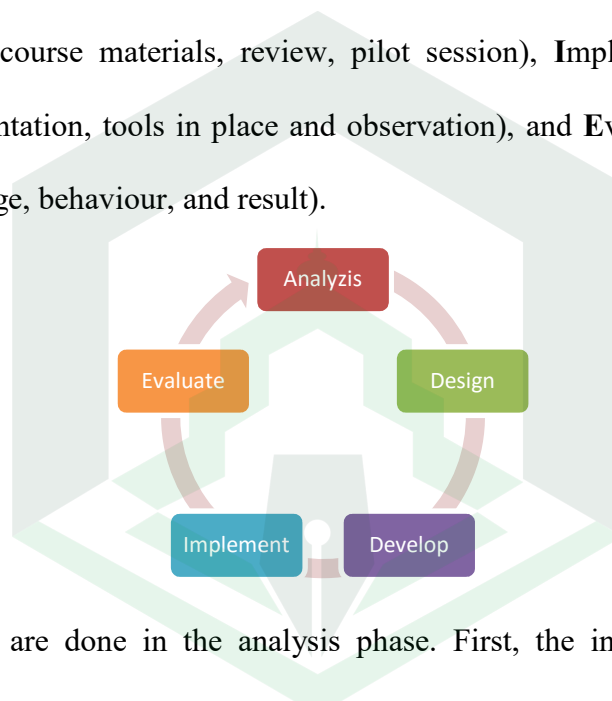 course materials, review, pilot session), Impl
ntation, tools in place and observation), and Ev
ge, behaviour, and result).
Analyzis
Evaluate
Design
Implement
Develop
are done in the analysis phase. First, the in